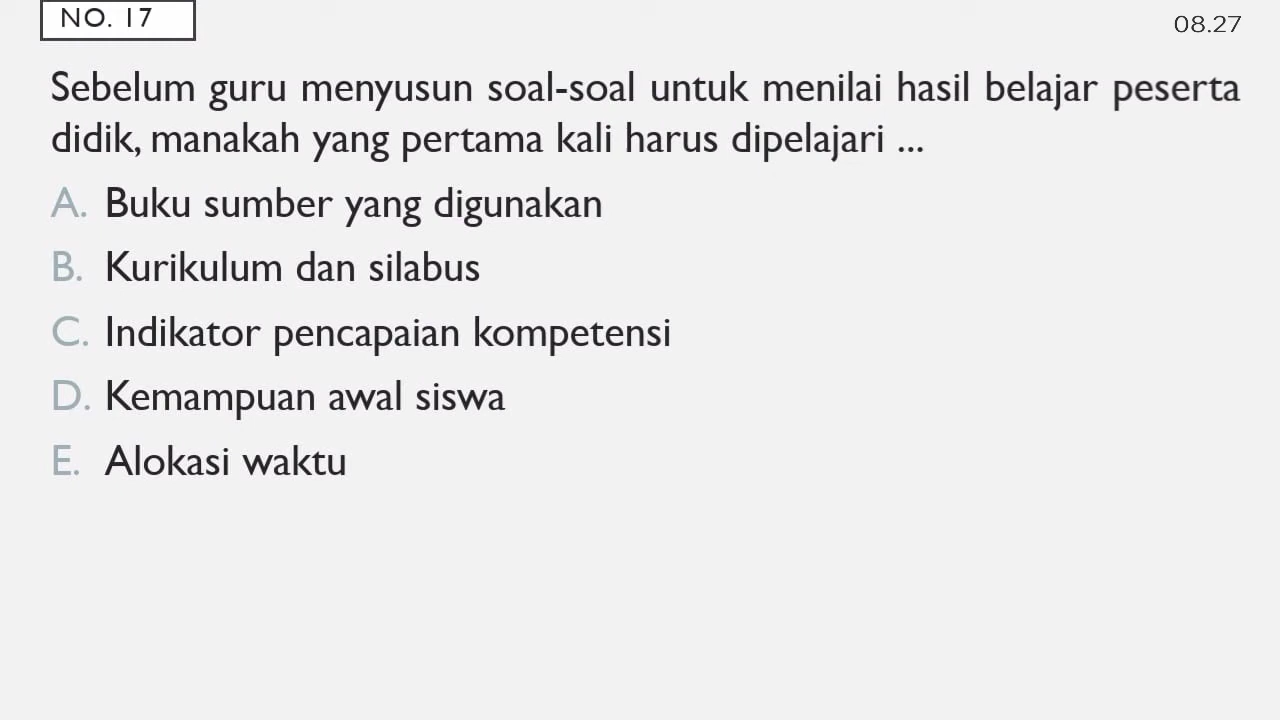 NO. 17
08.27
Sebelum guru menyusun soal-soal untuk menilai hasil belajar peserta
didik, manakah yang pertama kali harus dipelajari ...
A. Buku sumber yang digunakan
B. Kurikulum dan silabus
C. Indikator pencapaian kompetensi
D. Kemampuan awal siswa
E. Alokasi waktu